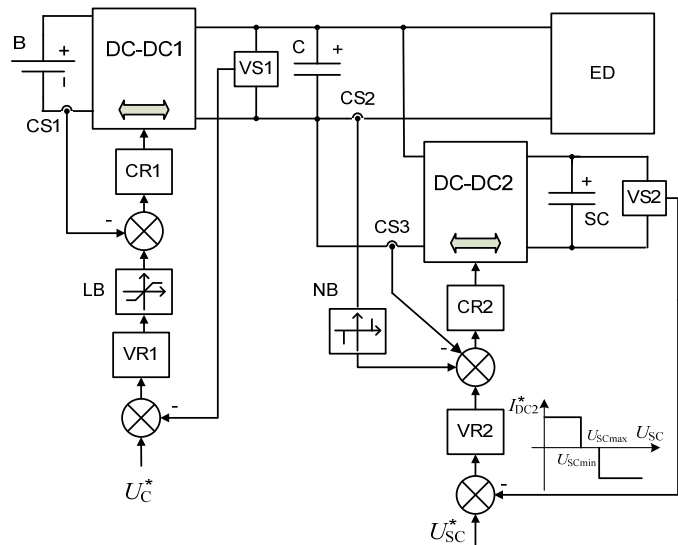 B
+
-
DC-DC1
VS1
C
+
ED
CS1
CS2
CR1
DC-DC2
+
SC
VS2
-
CS3
LB
NB
CR2
VR1
-
-
VR2
I*DC2
USCmax
USC
USCmin
-
U*C
U*SC